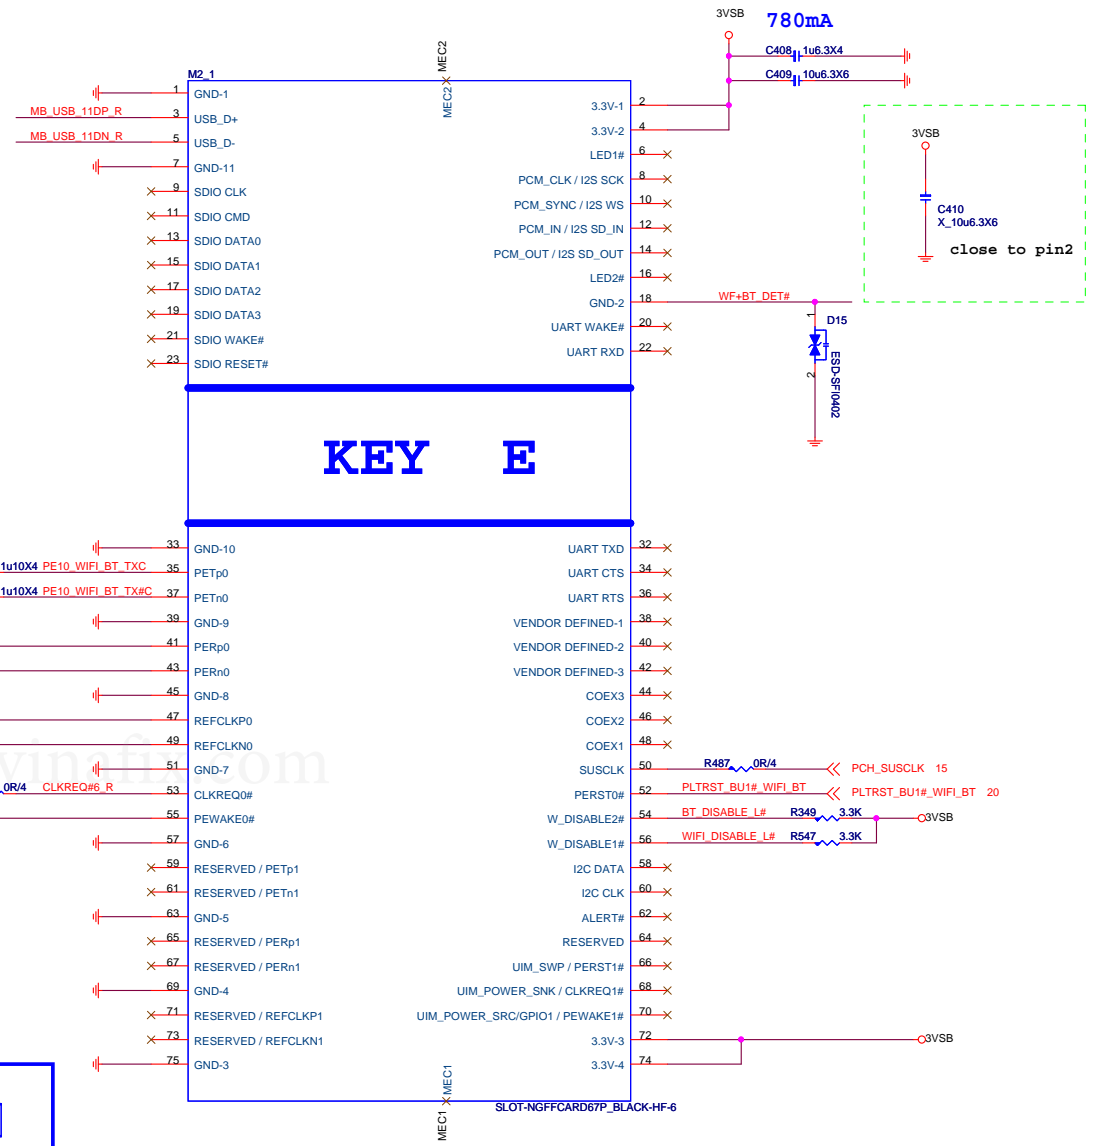 3VSB 780mA
C408 1u6.3X4
C409 10u6.3X6
MEC2
MEC2
M2_1
1 GND-1
MB_USB_11DP_R 3 USB_D+
MB_USB_11DN_R 5 USB_D-
7 GND-11
9 SDIO CLK
11 SDIO CMD
13 SDIO DATA0
15 SDIO DATA1
17 SDIO DATA2
19 SDIO DATA3
21 SDIO WAKE#
23 SDIO RESET#
3.3V-1 2
3.3V-2 4
LED1# 6
PCM_CLK / I2S SCK 8
PCM_SYNC / I2S WS 10
PCM_IN / I2S SD_IN 12
PCM_OUT / I2S SD_OUT 14
LED2# 16
GND-2 18 WF+BT_DET#
UART WAKE# 20
UART RXD 22
3VSB
C410
X_10u6.3X6
close to pin2
1
D15
ESD-SFI0402
2
KEY E
33 GND-10
1u10X4 PE10_WIFI_BT_TXC 35 PETp0
1u10X4 PE10_WIFI_BT_TX#C 37 PETn0
39 GND-9
41 PERp0
43 PERn0
45 GND-8
47 REFCLKP0
49 REFCLKN0
51 GND-7
0R/4 CLKREQ#6_R 53 CLKREQ0#
55 PEWAKE0#
57 GND-6
59 RESERVED / PETp1
61 RESERVED / PETn1
63 GND-5
65 RESERVED / PERp1
67 RESERVED / PERn1
69 GND-4
71 RESERVED / REFCLKP1
73 RESERVED / REFCLKN1
75 GND-3
UART TXD 32
UART CTS 34
UART RTS 36
VENDOR DEFINED-1 38
VENDOR DEFINED-2 40
VENDOR DEFINED-3 42
COEX3 44
COEX2 46
COEX1 48
SUSCLK 50 R487 0R/4 PCH_SUSCLK 15
PERST0# 52 PLTRST_BU1#_WIFI_BT PLTRST_BU1#_WIFI_BT 20
W_DISABLE2# 54 BT_DISABLE_L# R349 3.3K 3VSB
W_DISABLE1# 56 WIFI_DISABLE_L# R547 3.3K
I2C DATA 58
I2C CLK 60
ALERT# 62
RESERVED 64
UIM_SWP / PERST1# 66
UIM_POWER_SNK / CLKREQ1# 68
UIM_POWER_SRC/GPIO1 / PEWAKE1# 70
3.3V-3 72 3VSB
3.3V-4 74
MEC1
MEC1
SLOT-NGFFCARD67P_BLACK-HF-6
vinafix.com